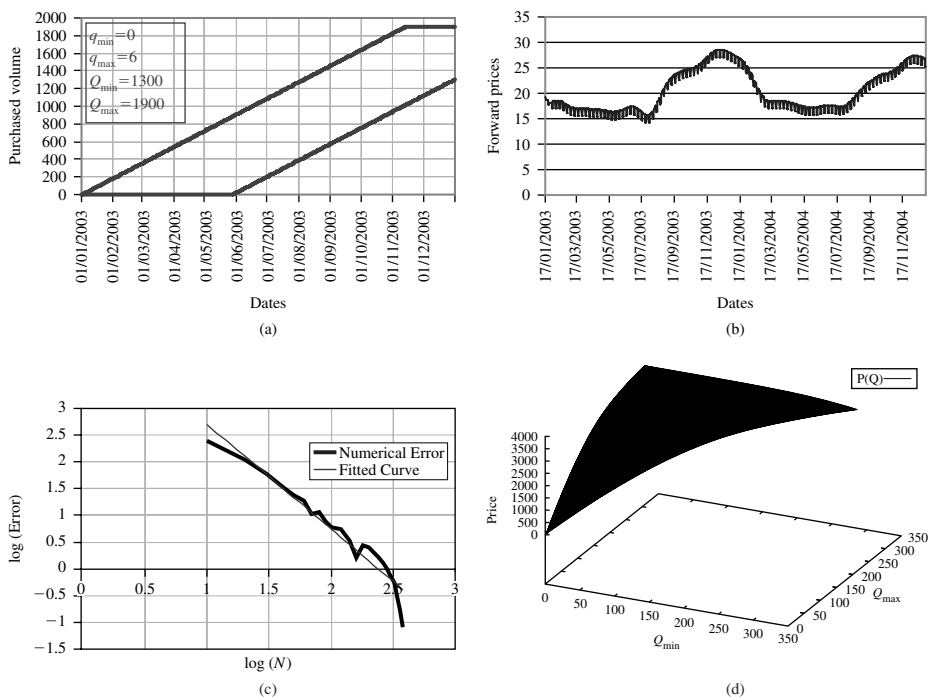 2000
1800
1600
1400
1200
1000
800
600
400
200
0
Purchased volume
q_min=0
q_max=6
Q_min=1300
Q_max=1900
01/01/2003
01/02/2003
01/03/2003
01/04/2003
01/05/2003
01/06/2003
01/07/2003
01/08/2003
01/09/2003
01/10/2003
01/11/2003
01/12/2003
Dates
(a)
35
30
25
20
15
10
5
0
Forward prices
17/01/2003
17/03/2003
17/05/2003
17/07/2003
17/09/2003
17/11/2003
17/01/2004
17/03/2004
17/05/2004
17/07/2004
17/09/2004
17/11/2004
Dates
(b)
3
2.5
2
1.5
1
0.5
0
−0.5
−1
−1.5
log (Error)
Numerical Error
Fitted Curve
0 0.5 1 1.5 2 2.5 3
log (N)
(c)
P(Q)
4000
3500
3000
2500
2000
1500
1000
500
0
Price
0 50 100 150 200 250 300 350
Q_min
0 50 100 150 200 250 300 350
Q_max
(d)